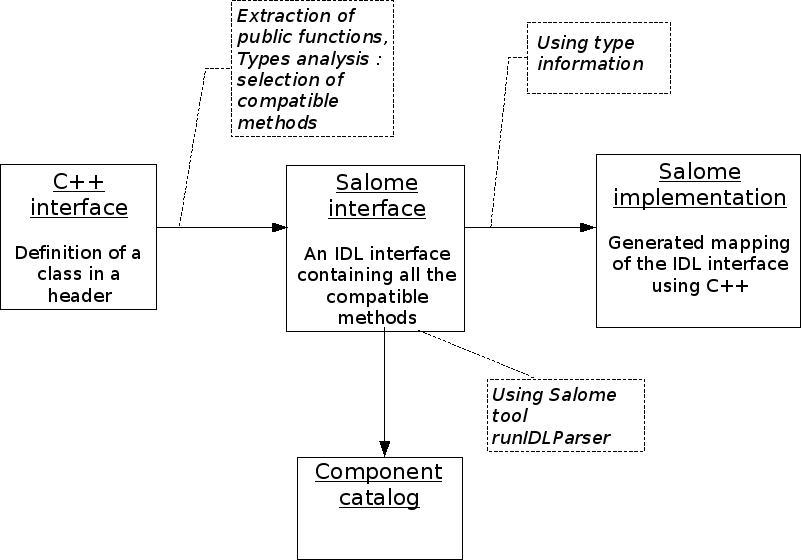 Extraction of
public functions,
Types analysis :
selection of
compatible
methods
Using type
information
C++
interface
Definition of a
class in a
header
Salome
interface
An IDL interface
containing all the
compatible
methods
Salome
implementation
Generated mapping
of the IDL interface
using C++
Using Salome
tool
runIDLParser
Component
catalog